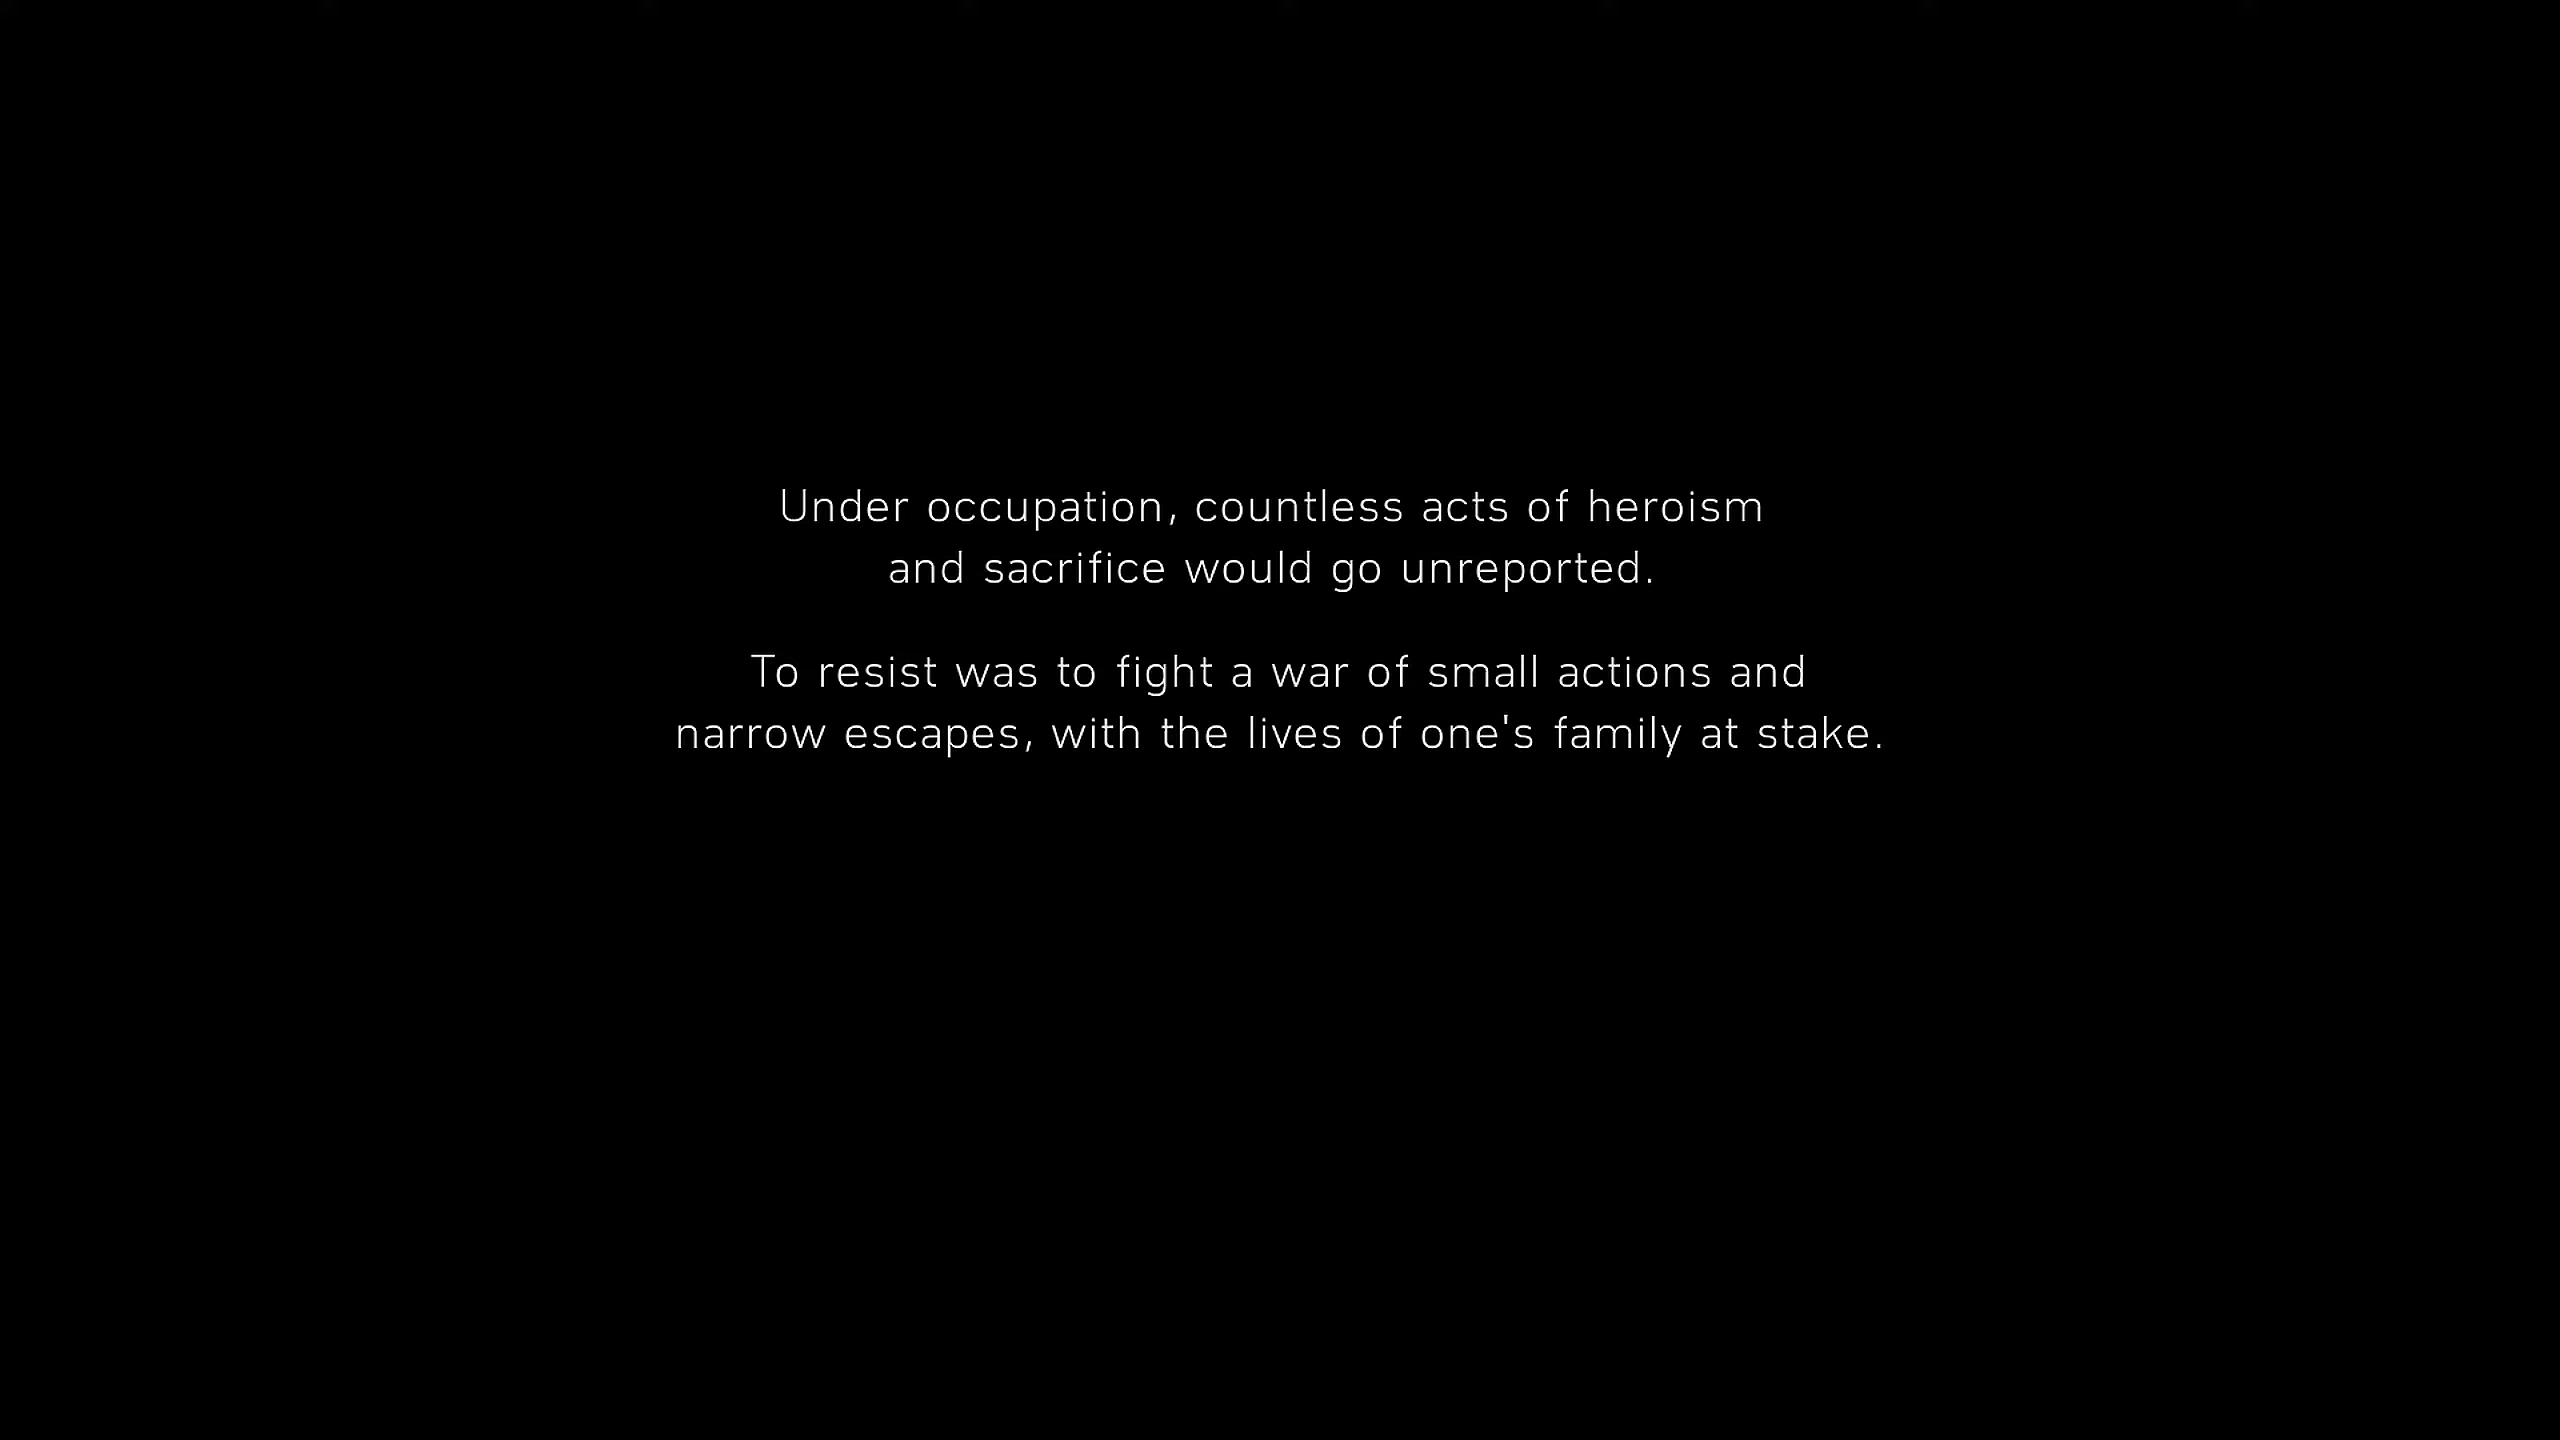 Under occupation, countless acts of heroism
and sacrifice would go unreported.
To resist was to fight a war of small actions and
narrow escapes, with the lives of one's family at stake.